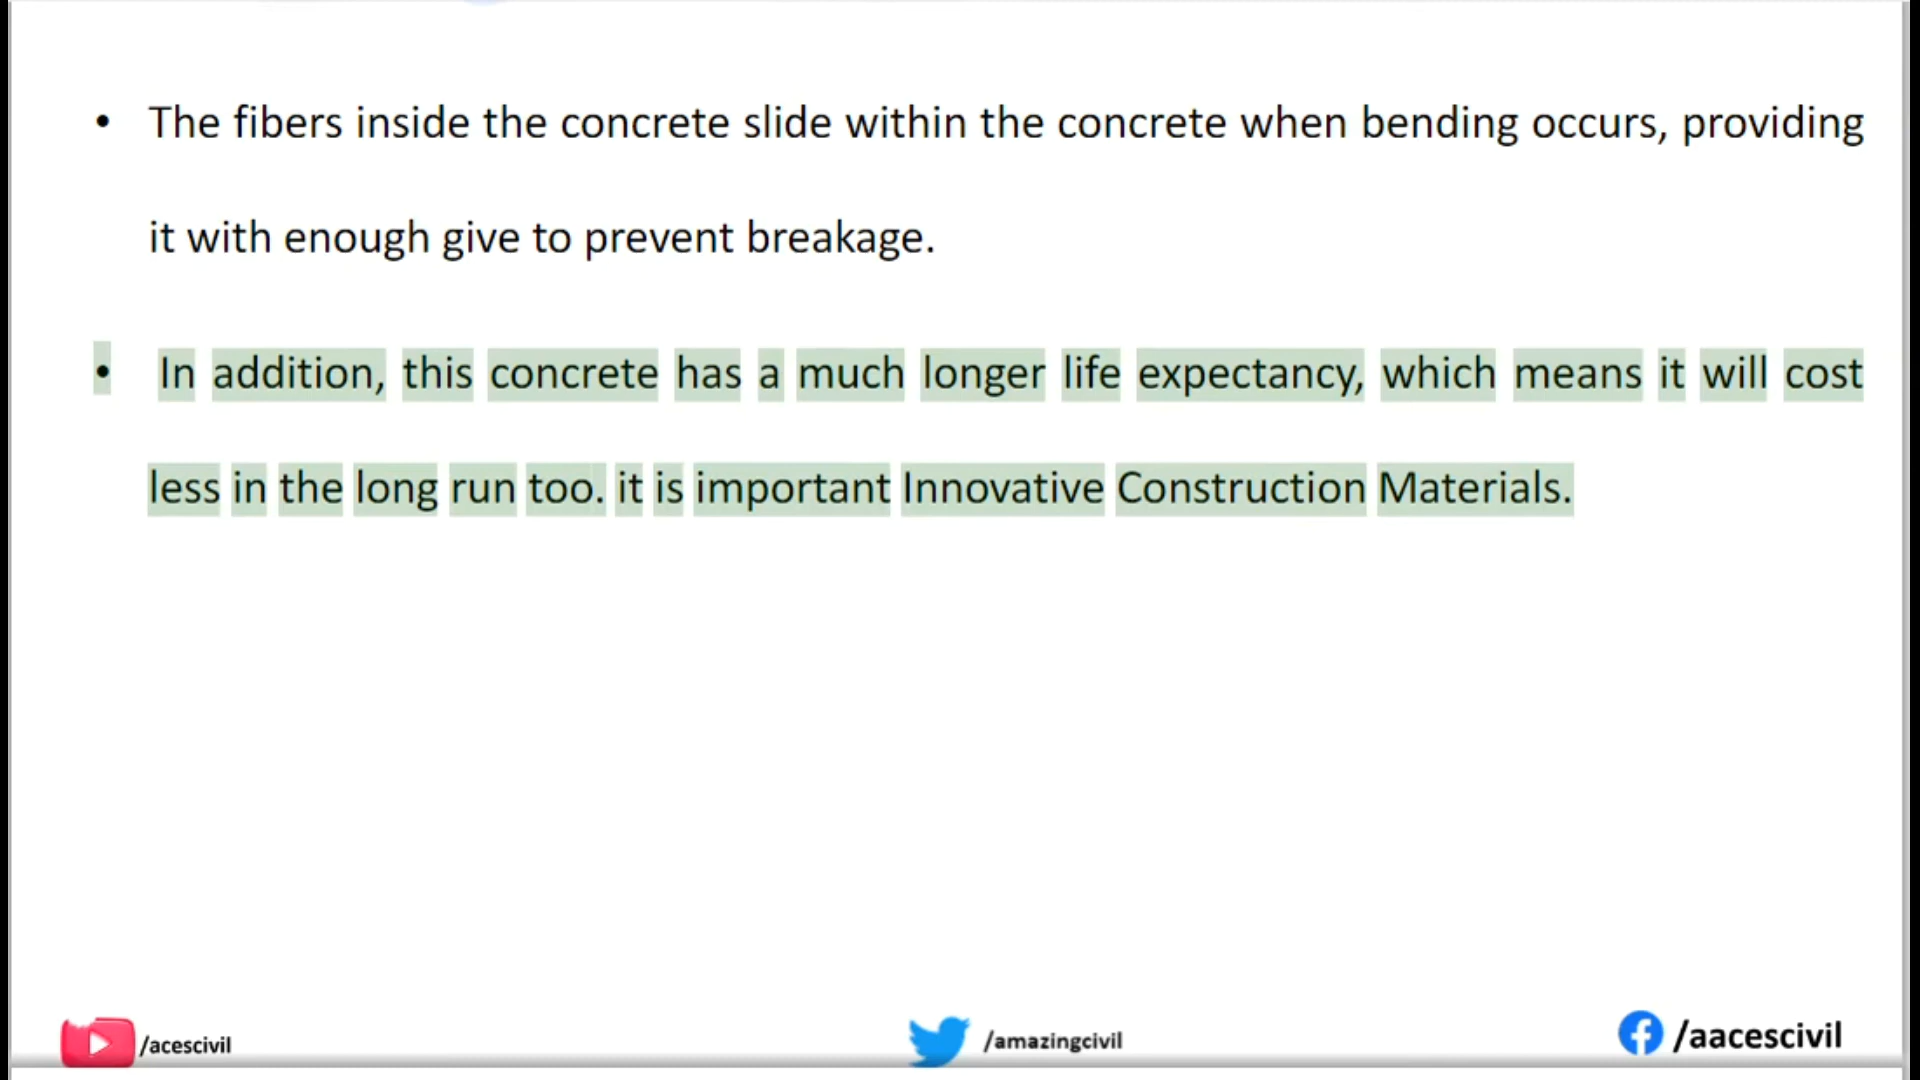 • The fibers inside the concrete slide within the concrete when bending occurs, providing
it with enough give to prevent breakage.
• In addition, this concrete has a much longer life expectancy, which means it will cost
less in the long run too. it is important Innovative Construction Materials.
/acescivil
/amazingcivil
/aacescivil